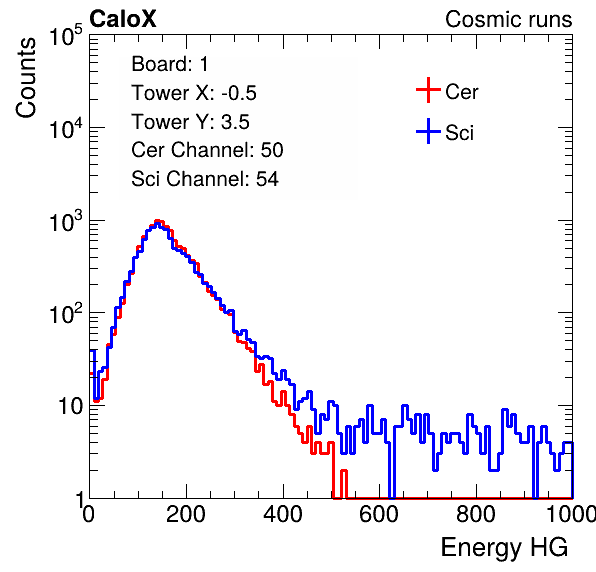 CaloX Cosmic runs
Counts
Board: 1
Tower X: -0.5
Tower Y: 3.5
Cer Channel: 50
Sci Channel: 54
Cer
Sci
10^5
10^4
10^3
10^2
10
1
0 200 400 600 800 1000
Energy HG